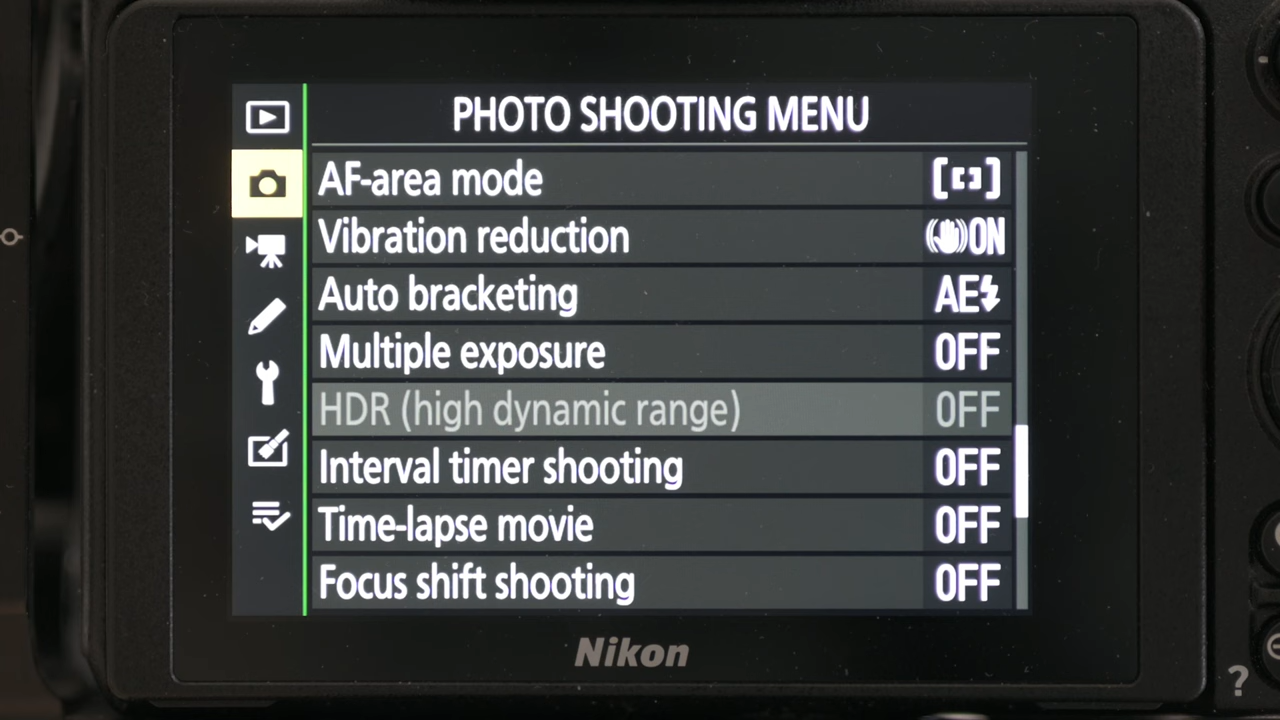 PHOTO SHOOTING MENU
AF-area mode
Vibration reduction ON
Auto bracketing AE
Multiple exposure OFF
HDR (high dynamic range) OFF
Interval timer shooting OFF
Time-lapse movie OFF
Focus shift shooting OFF
Nikon
?